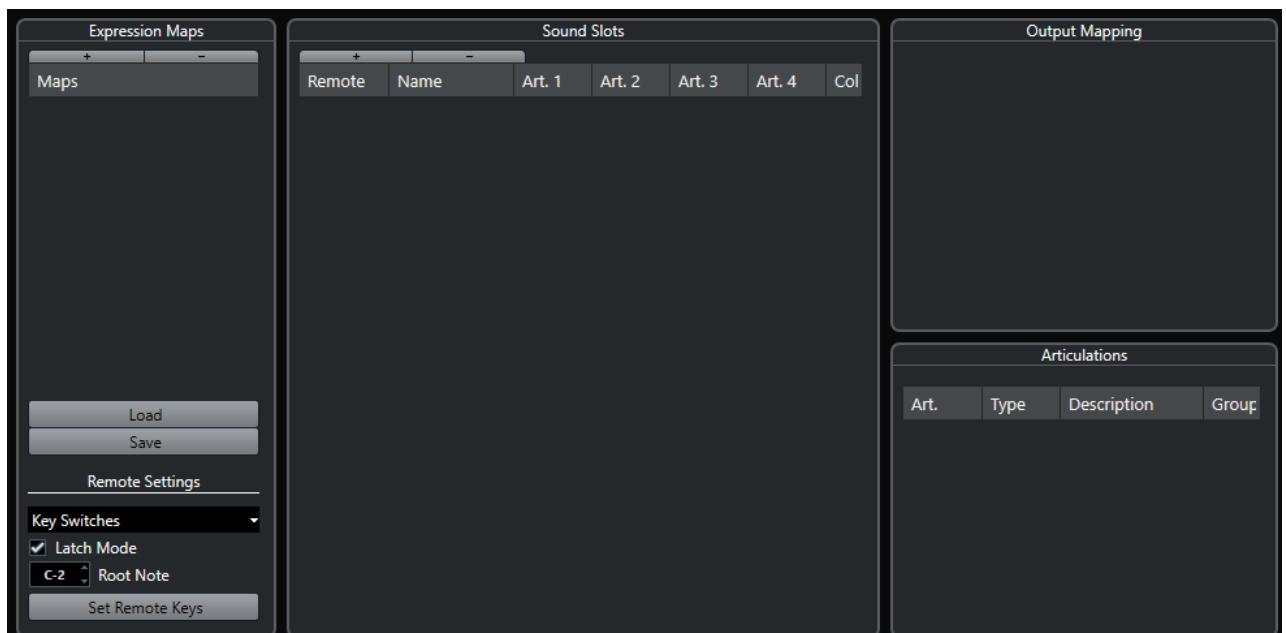 Expression Maps
+ −
Maps
Load
Save
Remote Settings
Key Switches
Latch Mode
C-2 Root Note
Set Remote Keys
Sound Slots
+ −
Remote Name Art. 1 Art. 2 Art. 3 Art. 4 Col
Output Mapping
Articulations
Art. Type Description Group